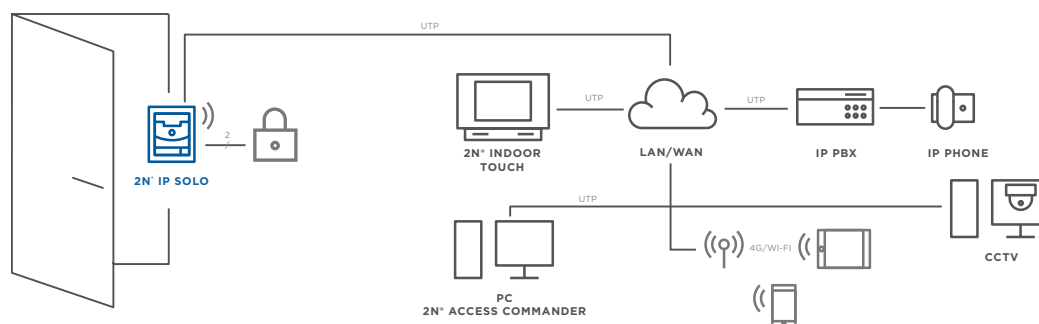 UTP
2
2N® IP SOLO
UTP
UTP
2N® INDOOR
TOUCH
LAN/WAN
IP PBX
IP PHONE
UTP
4G/WI-FI
CCTV
PC
2N® ACCESS COMMANDER